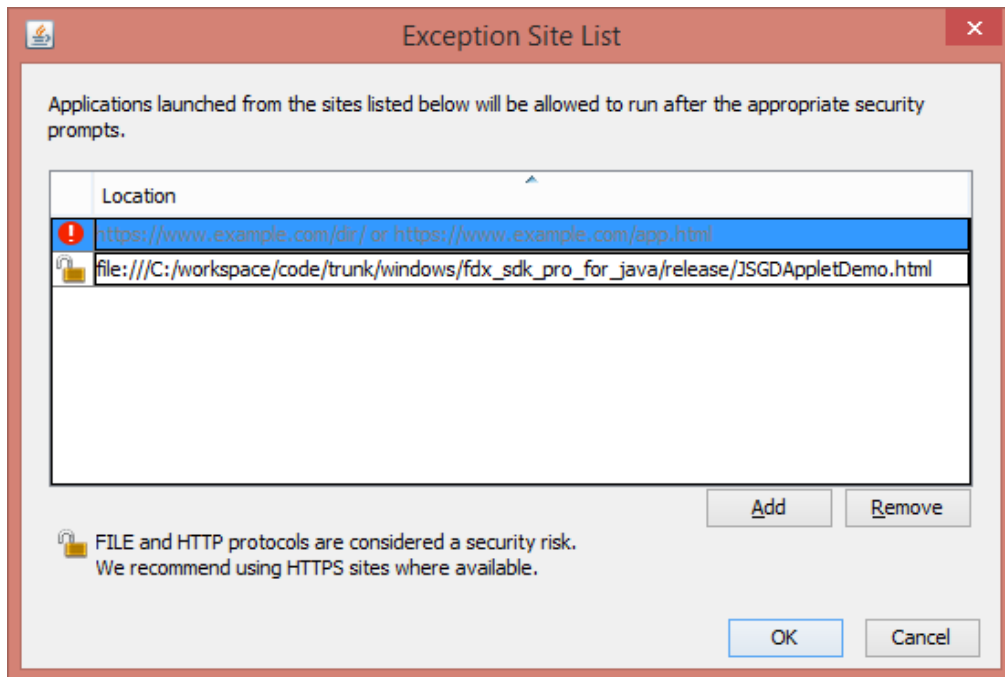 Exception Site List
Applications launched from the sites listed below will be allowed to run after the appropriate security
prompts.
Location
https://www.example.com/dir/ or https://www.example.com/app.html
file:///C:/workspace/code/trunk/windows/fdx_sdk_pro_for_java/release/JSGDAppletDemo.html
Add
Remove
FILE and HTTP protocols are considered a security risk.
We recommend using HTTPS sites where available.
OK
Cancel